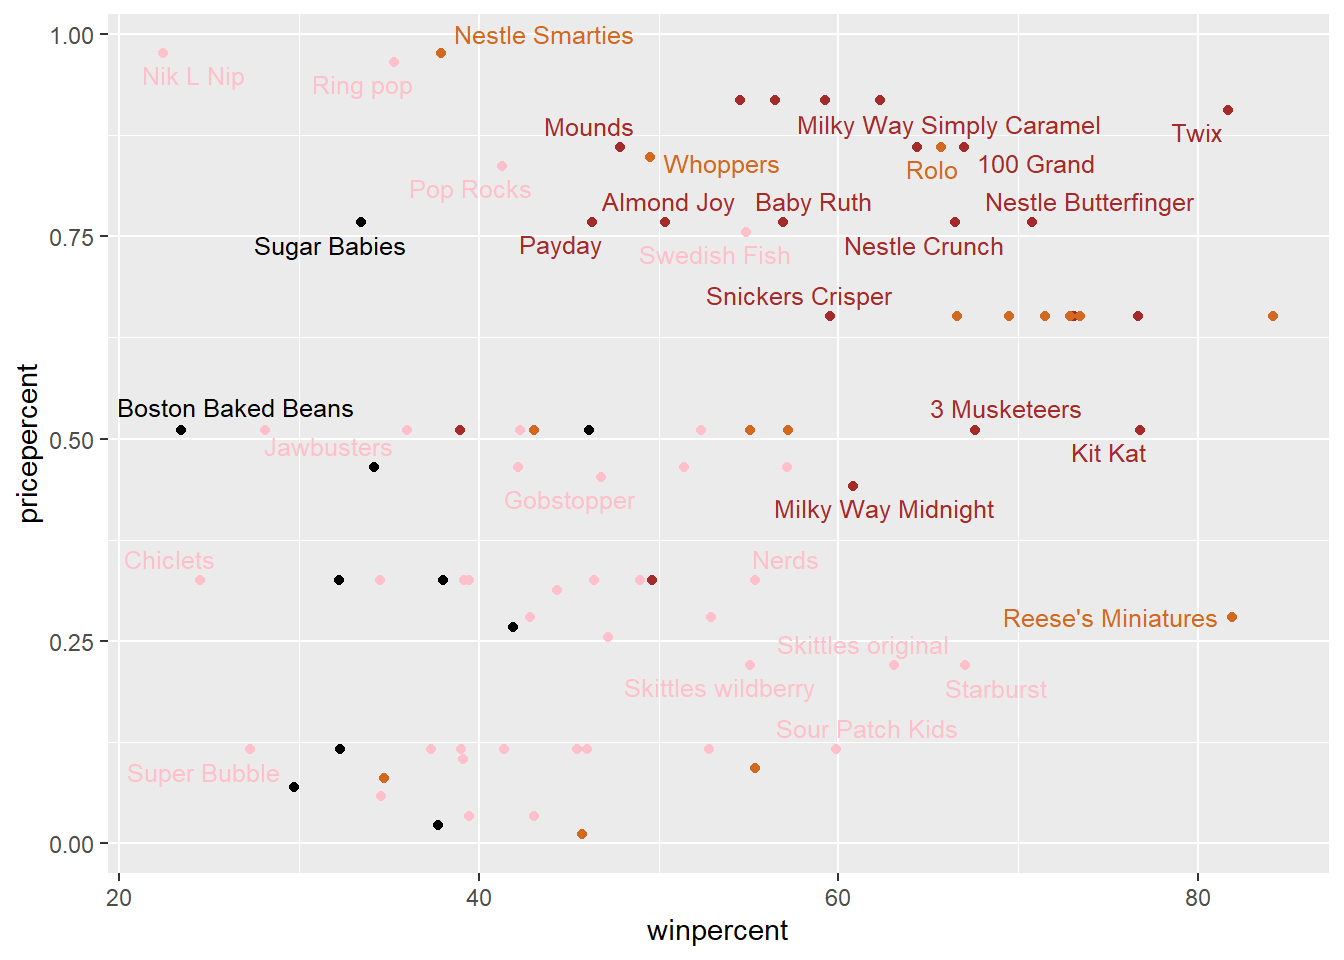 1.00
Nestle Smarties
Nik L Nip
Ring pop
Mounds
Milky Way Simply Caramel
Twix
Whoppers
Rolo
100 Grand
Pop Rocks
Almond Joy
Baby Ruth
Nestle Butterfinger
0.75
Sugar Babies
Payday
Swedish Fish
Nestle Crunch
Snickers Crisper
Boston Baked Beans
3 Musketeers
0.50
Jawbusters
Kit Kat
Gobstopper
Milky Way Midnight
Chiclets
Nerds
Reese's Miniatures
0.25
Skittles original
Skittles wildberry
Starburst
Sour Patch Kids
Super Bubble
0.00
20
40
60
80
winpercent
pricepercent